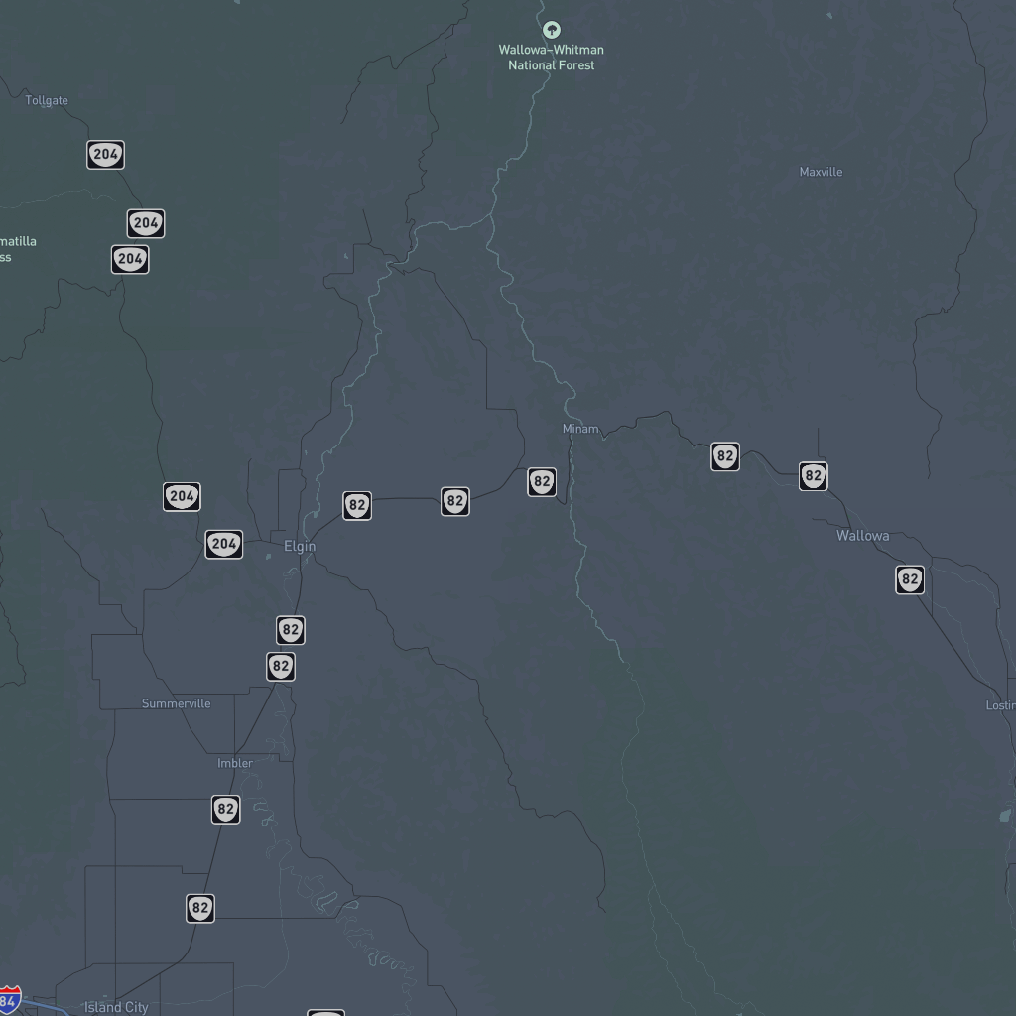 Wallowa-Whitman
National Forest
Tollgate
204
Maxville
204
matilla
ss
204
Minam
82
82
82
204
82
82
Wallowa
204
Elgin
82
82
82
Summerville
Lostin
Imbler
82
82
84
Island City